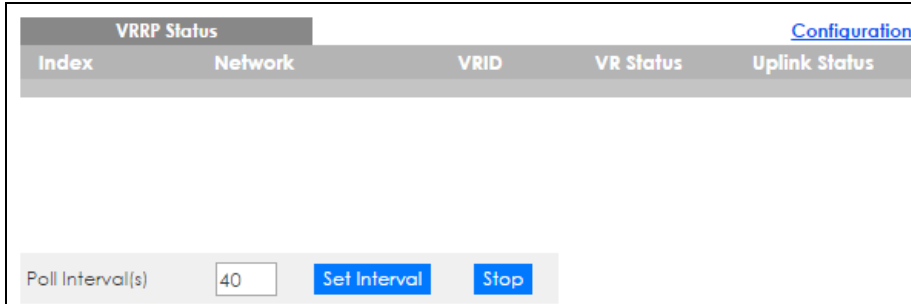 VRRP Status Configuration
Index Network VRID VR Status Uplink Status
Poll Interval(s) 40 Set Interval Stop